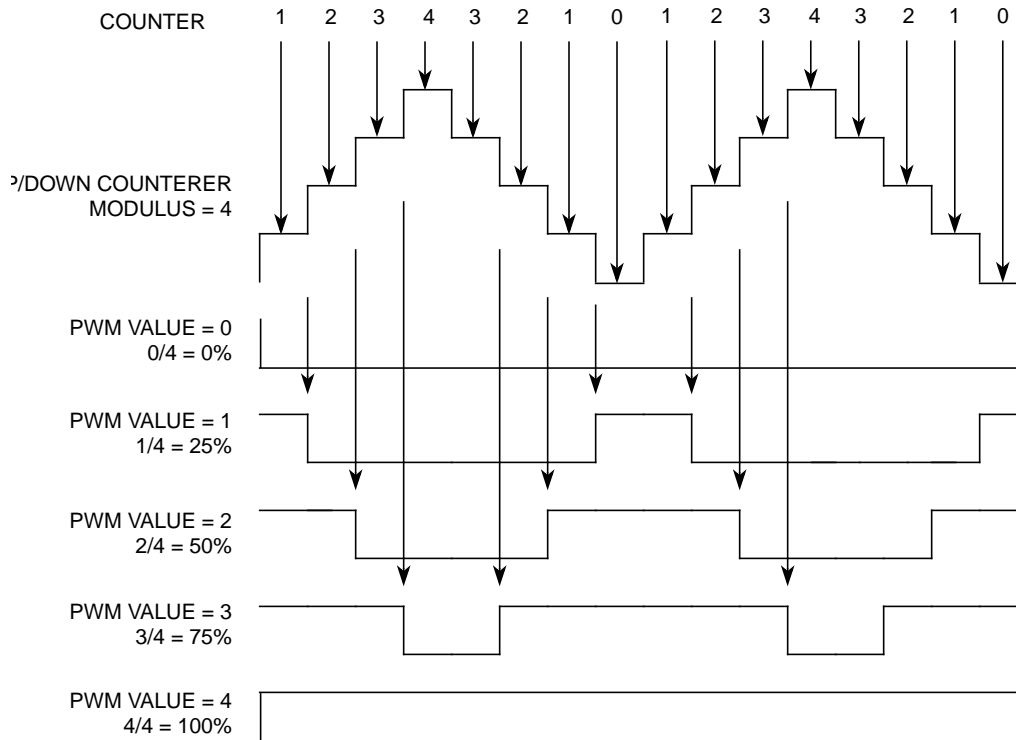 COUNTER 1 2 3 4 3 2 1 0 1 2 3 4 3 2 1 0
P/DOWN COUNTERER
MODULUS = 4
PWM VALUE = 0
0/4 = 0%
PWM VALUE = 1
1/4 = 25%
PWM VALUE = 2
2/4 = 50%
PWM VALUE = 3
3/4 = 75%
PWM VALUE = 4
4/4 = 100%